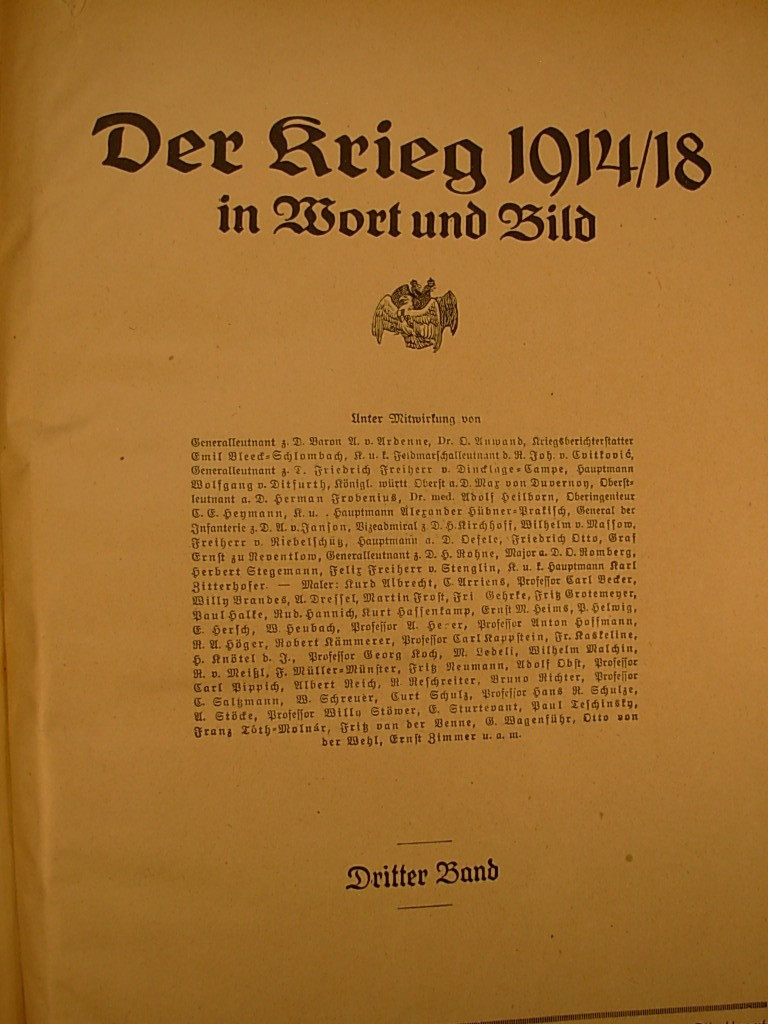 Der Krieg 1914/18
in Wort und Bild
Unter Mitwirkung von
Generalleutnant z. D. Baron A. v. Ardenne, Dr. O. Anwand, Kriegsberichterstatter
Emil Bleeck=Schlombach, K. u. k. Feldmarschalleutnant d. R. Joh. v. Cvitković,
Generalleutnant z. D. Friedrich Freiherr v. Dincklage=Campe, Hauptmann
Wolfgang v. Ditfurth, Königl. württ Oberst a. D. Max von Duvernoy, Oberst=
leutnant a. D. Herman Frobenius, Dr. med. Adolf Heilborn, Oberingenieur
C. E. Heymann, K. u. . Hauptmann Alexander Hübner=Praktisch, General der
Infanterie z. D. A. v. Janson, Vizeadmiral z. D. H. Kirchhoff, Wilhelm v. Massow,
Freiherr v. Riebelschütz, Hauptmann a. D. Oefele, Friedrich Otto, Graf
Ernst zu Reventlow, Generalleutnant z. D. H. Rohne, Major a. D. O. Romberg,
Herbert Stegemann, Felix Freiherr v. Stenglin, K. u. k. Hauptmann Karl
Zitterhofer. — Maler: Kurd Albrecht, C. Arriens, Professor Carl Becker,
Willy Brandes, A. Dressel, Martin Frost, Fri Gehrke, Fritz Grotemeyer,
Paul Halke, Rud. Hannich, Kurt Hassenkamp, Ernst M. Heims, P. Helwig,
E. Hersch, W. Heubach, Professor A. Professor Anton Hoffmann,
R. A. Höger, Robert Kämmerer, Professor Carl Kappstein, Fr. Kaskeline,
H. Knötel d. J., Professor Georg Koch, M. Ledeli, Wilhelm Malchin,
R. v. Meißl, F. Müller=Münster, Fritz Neumann, Adolf Obst, Professor
Carl Pippich, Albert Reich, R. Reschreiter, Bruno Richter, Professor
C. Saltzmann, W. Schreuer, Curt Schulz, Professor Hans R. Schulze,
A. Stöcke, Professor Willy Stöwer, E. Sturtevant, Paul Teschinsky,
Franz Tóth=Molnár, Fritz van der Venne, G. Wagenführ, Otto von
der Wehl, Ernst Zimmer u. a. m.
Dritter Band